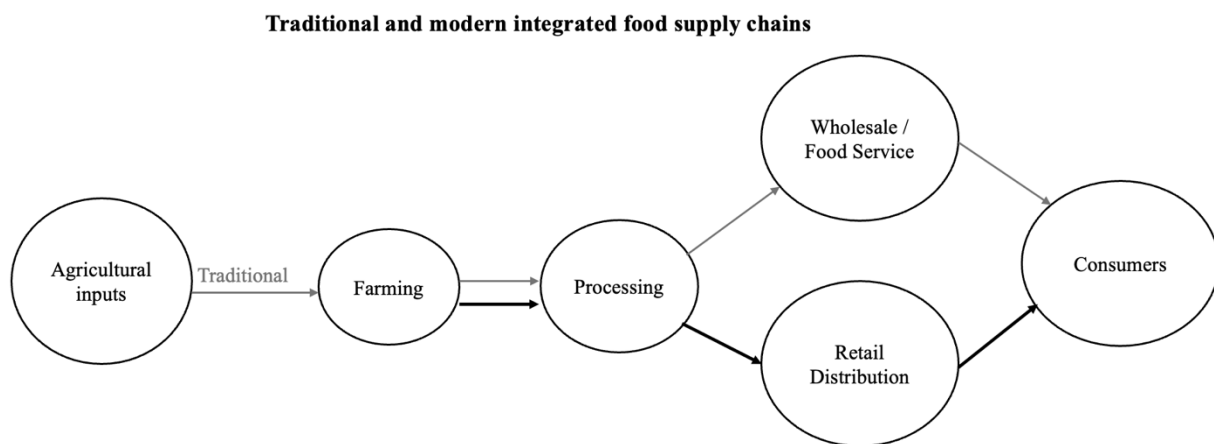 Traditional and modern integrated food supply chains
Agricultural
inputs
Traditional
Farming
Processing
Wholesale /
Food Service
Retail
Distribution
Consumers